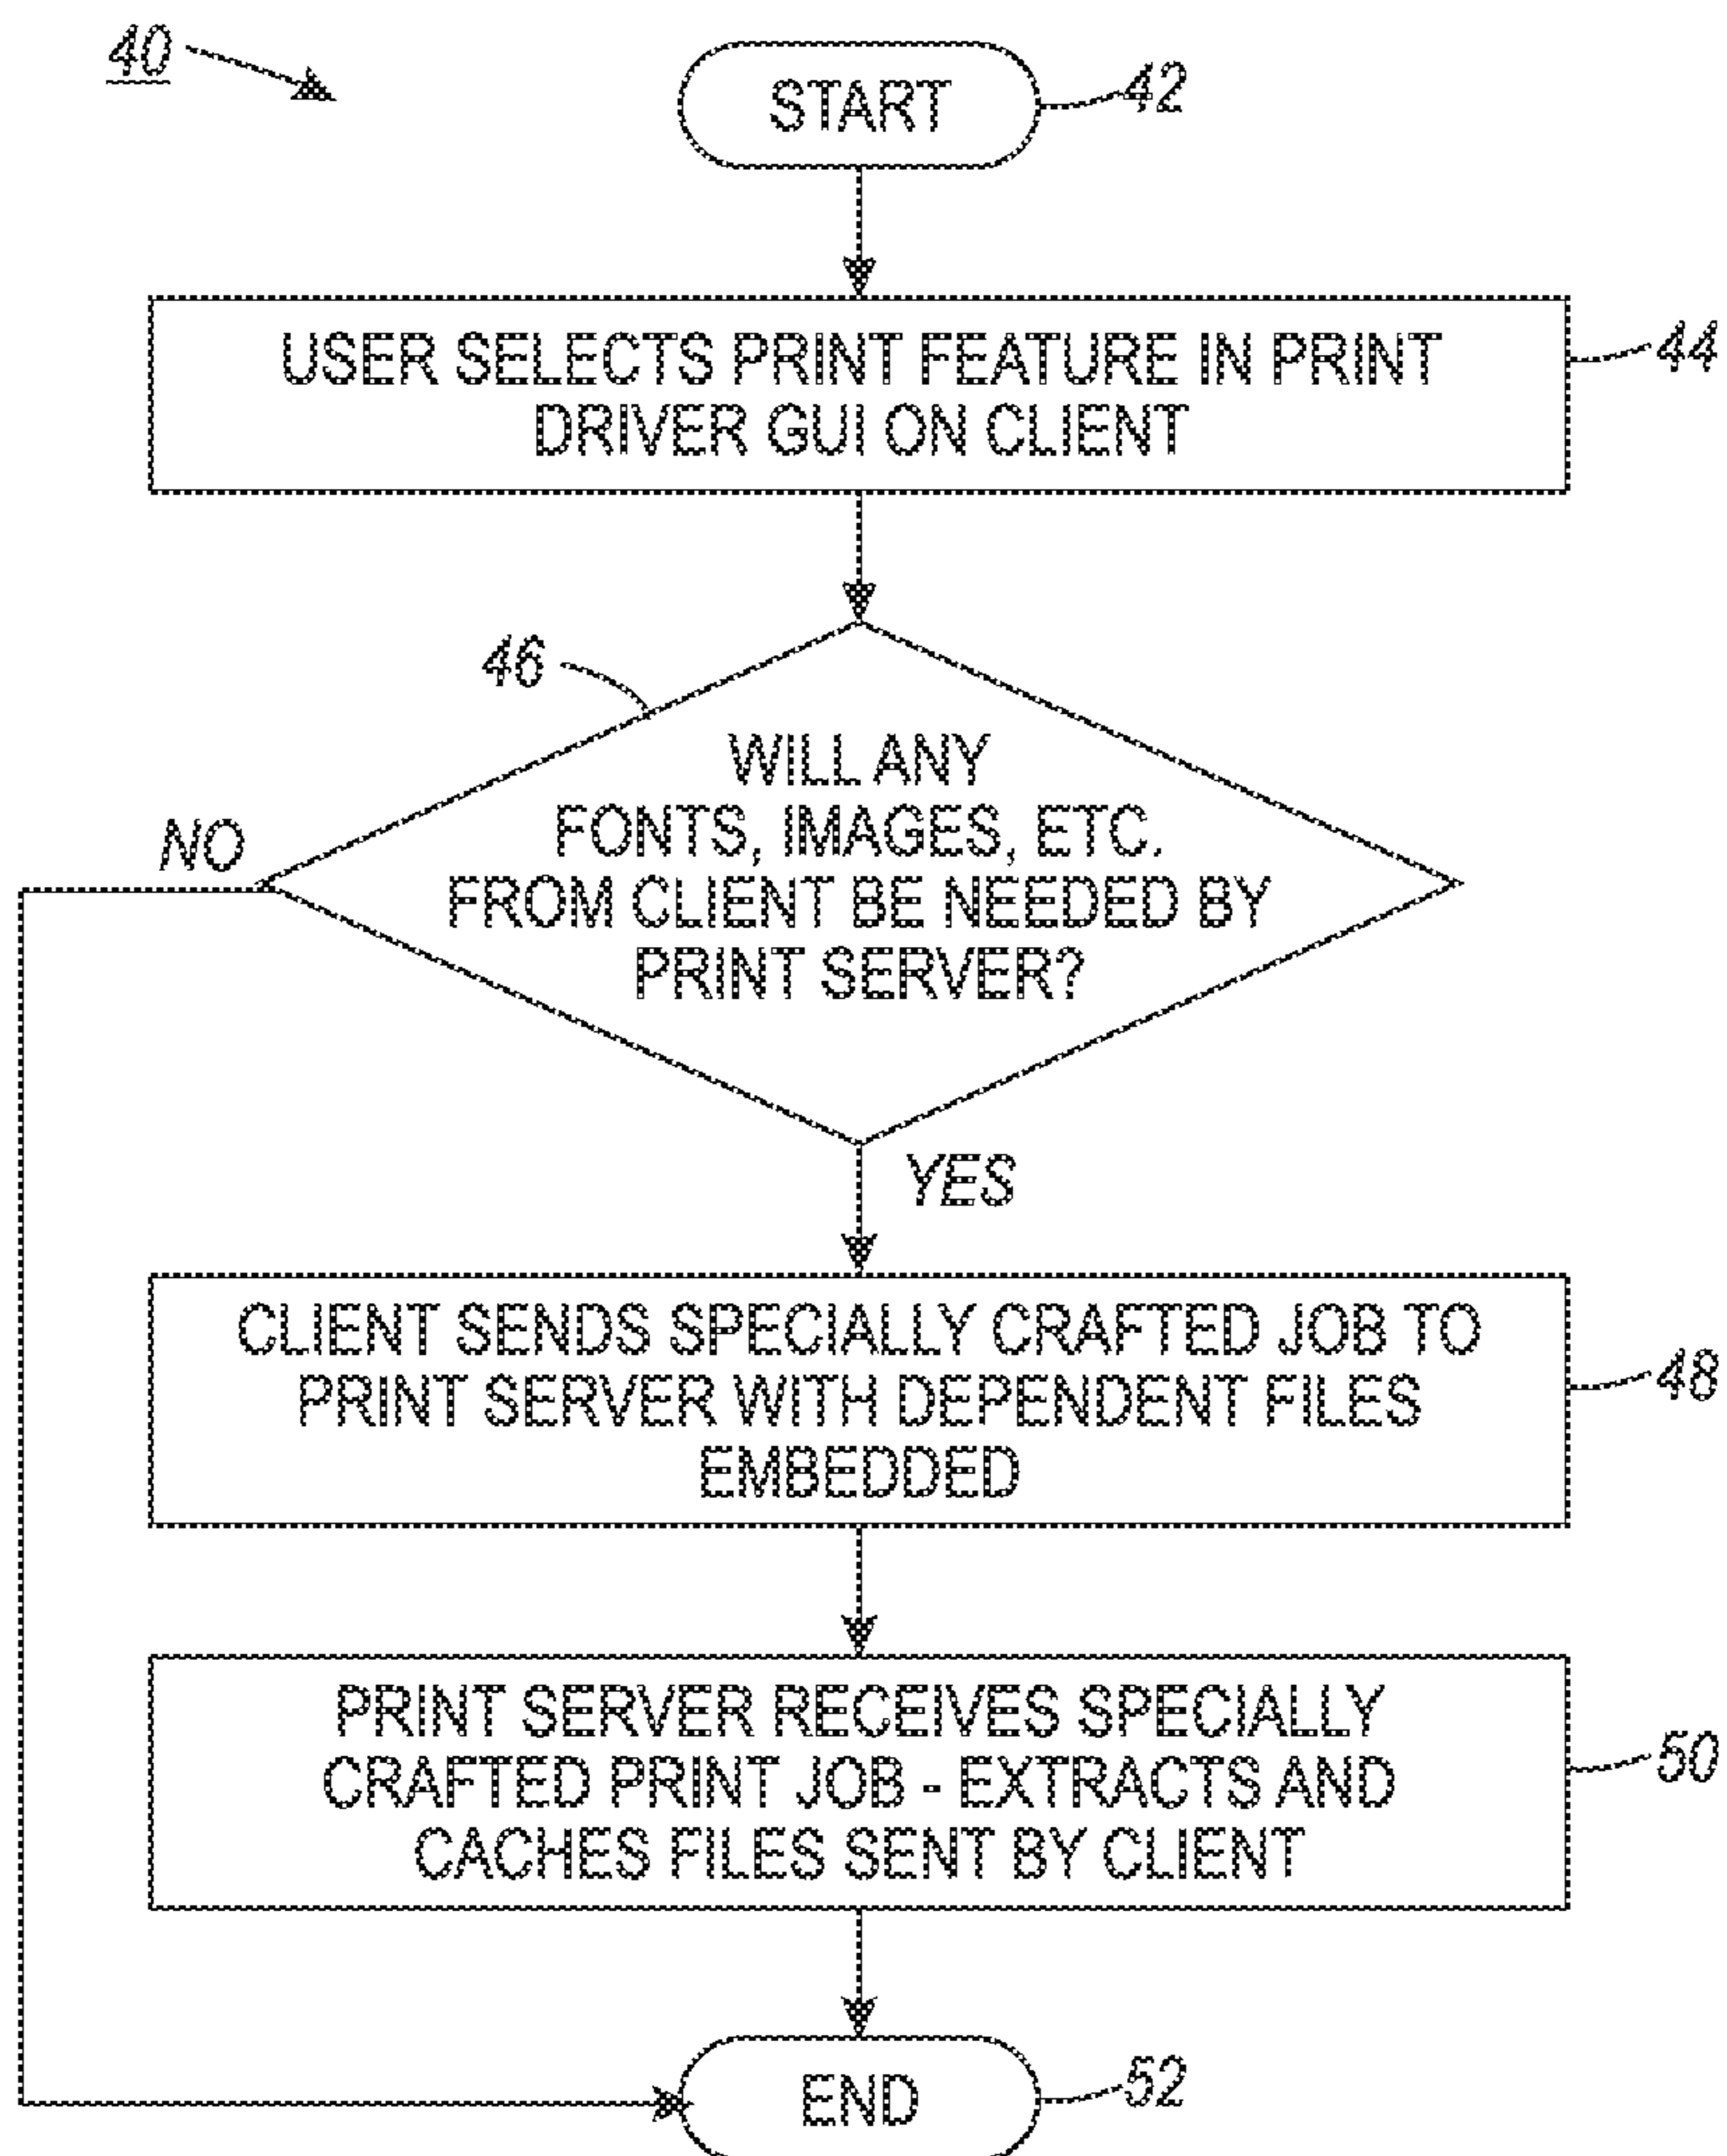 40
START
42
USER SELECTS PRINT FEATURE IN PRINT
DRIVER GUI ON CLIENT
44
46
WILL ANY
FONTS, IMAGES, ETC.
FROM CLIENT BE NEEDED BY
PRINT SERVER?
NO
YES
CLIENT SENDS SPECIALLY CRAFTED JOB TO
PRINT SERVER WITH DEPENDENT FILES
EMBEDDED
48
PRINT SERVER RECEIVES SPECIALLY
CRAFTED PRINT JOB - EXTRACTS AND
CACHES FILES SENT BY CLIENT
50
END
52